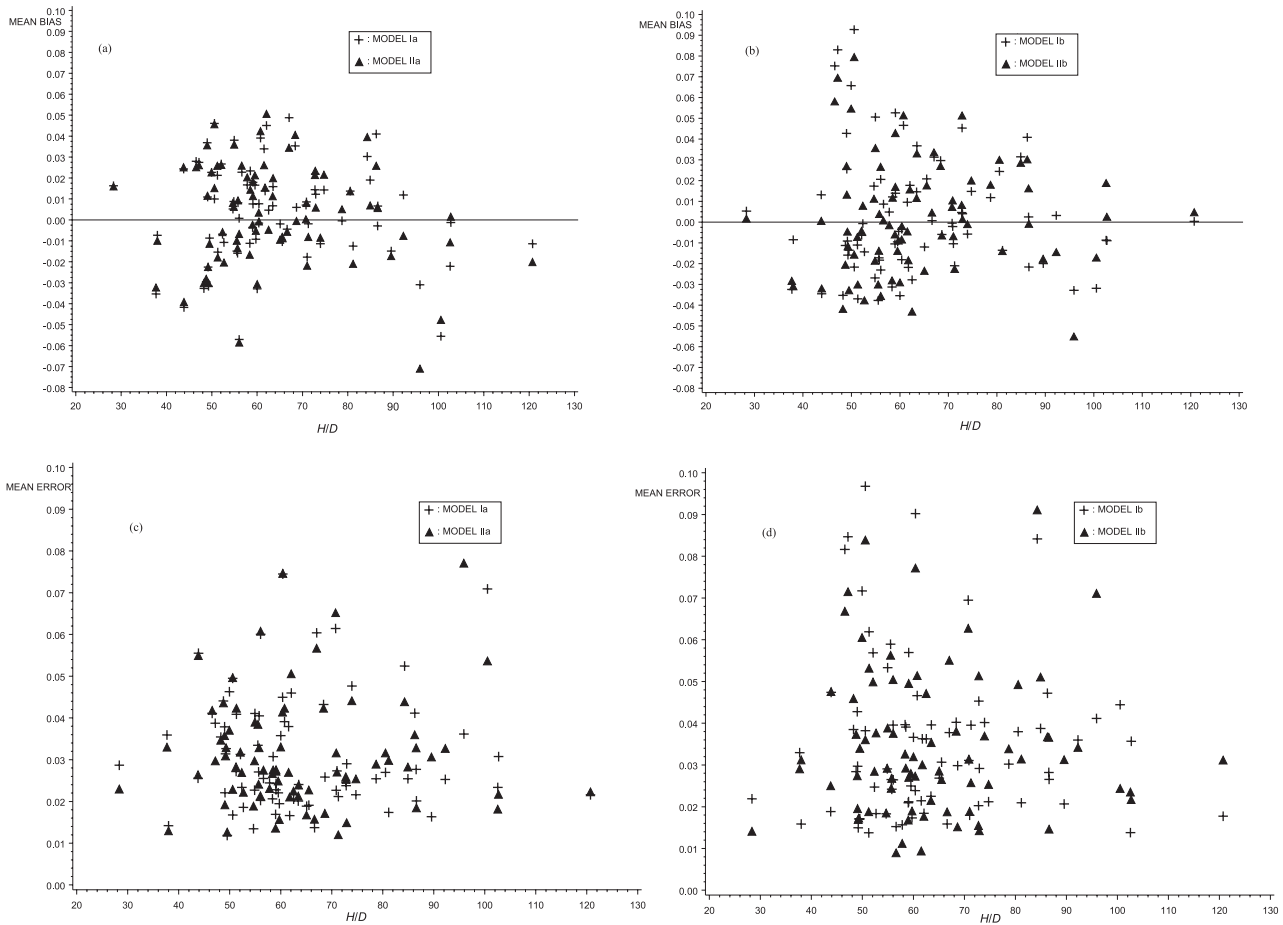 MEAN BIAS
0.10
0.09
0.08
0.07
0.06
0.05
0.04
0.03
0.02
0.01
0.00
-0.01
-0.02
-0.03
-0.04
-0.05
-0.06
-0.07
-0.08
(a)
+ : MODEL Ia
▲ : MODEL IIa
20 30 40 50 60 70 80 90 100 110 120 130
H/D
MEAN BIAS
0.10
0.09
0.08
0.07
0.06
0.05
0.04
0.03
0.02
0.01
0.00
-0.01
-0.02
-0.03
-0.04
-0.05
-0.06
-0.07
-0.08
(b)
+ : MODEL Ib
▲ : MODEL IIb
20 30 40 50 60 70 80 90 100 110 120 130
H/D
MEAN ERROR
0.10
0.09
0.08
0.07
0.06
0.05
0.04
0.03
0.02
0.01
0.00
(c)
+ : MODEL Ia
▲ : MODEL IIa
20 30 40 50 60 70 80 90 100 110 120 130
H/D
MEAN ERROR
0.10
0.09
0.08
0.07
0.06
0.05
0.04
0.03
0.02
0.01
0.00
(d)
+ : MODEL Ib
▲ : MODEL IIb
20 30 40 50 60 70 80 90 100 110 120 130
H/D